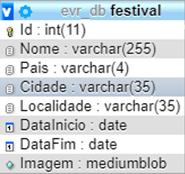 evr_db festival
Id : int(11)
Nome : varchar(255)
Pais : varchar(4)
Cidade : varchar(35)
Localidade : varchar(35)
DataInicio : date
DataFim : date
Imagem : mediumblob